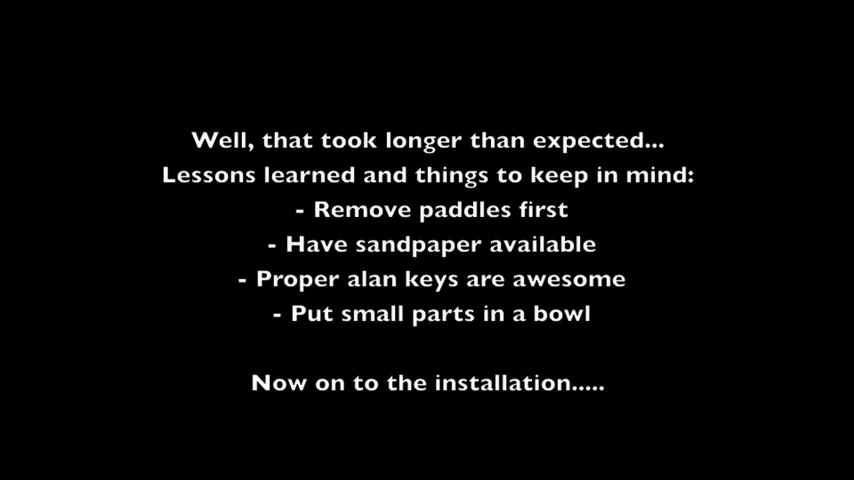 Well, that took longer than expected...
Lessons learned and things to keep in mind:
- Remove paddles first
- Have sandpaper available
- Proper alan keys are awesome
- Put small parts in a bowl
Now on to the installation.....